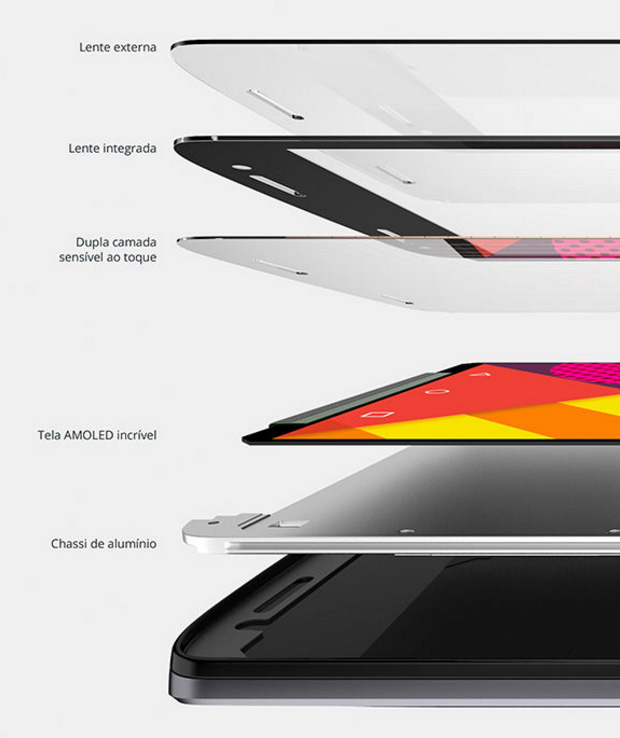 Lente externa
Lente integrada
Dupla camada
sensível ao toque
Tela AMOLED incrível
Chassi de alumínio